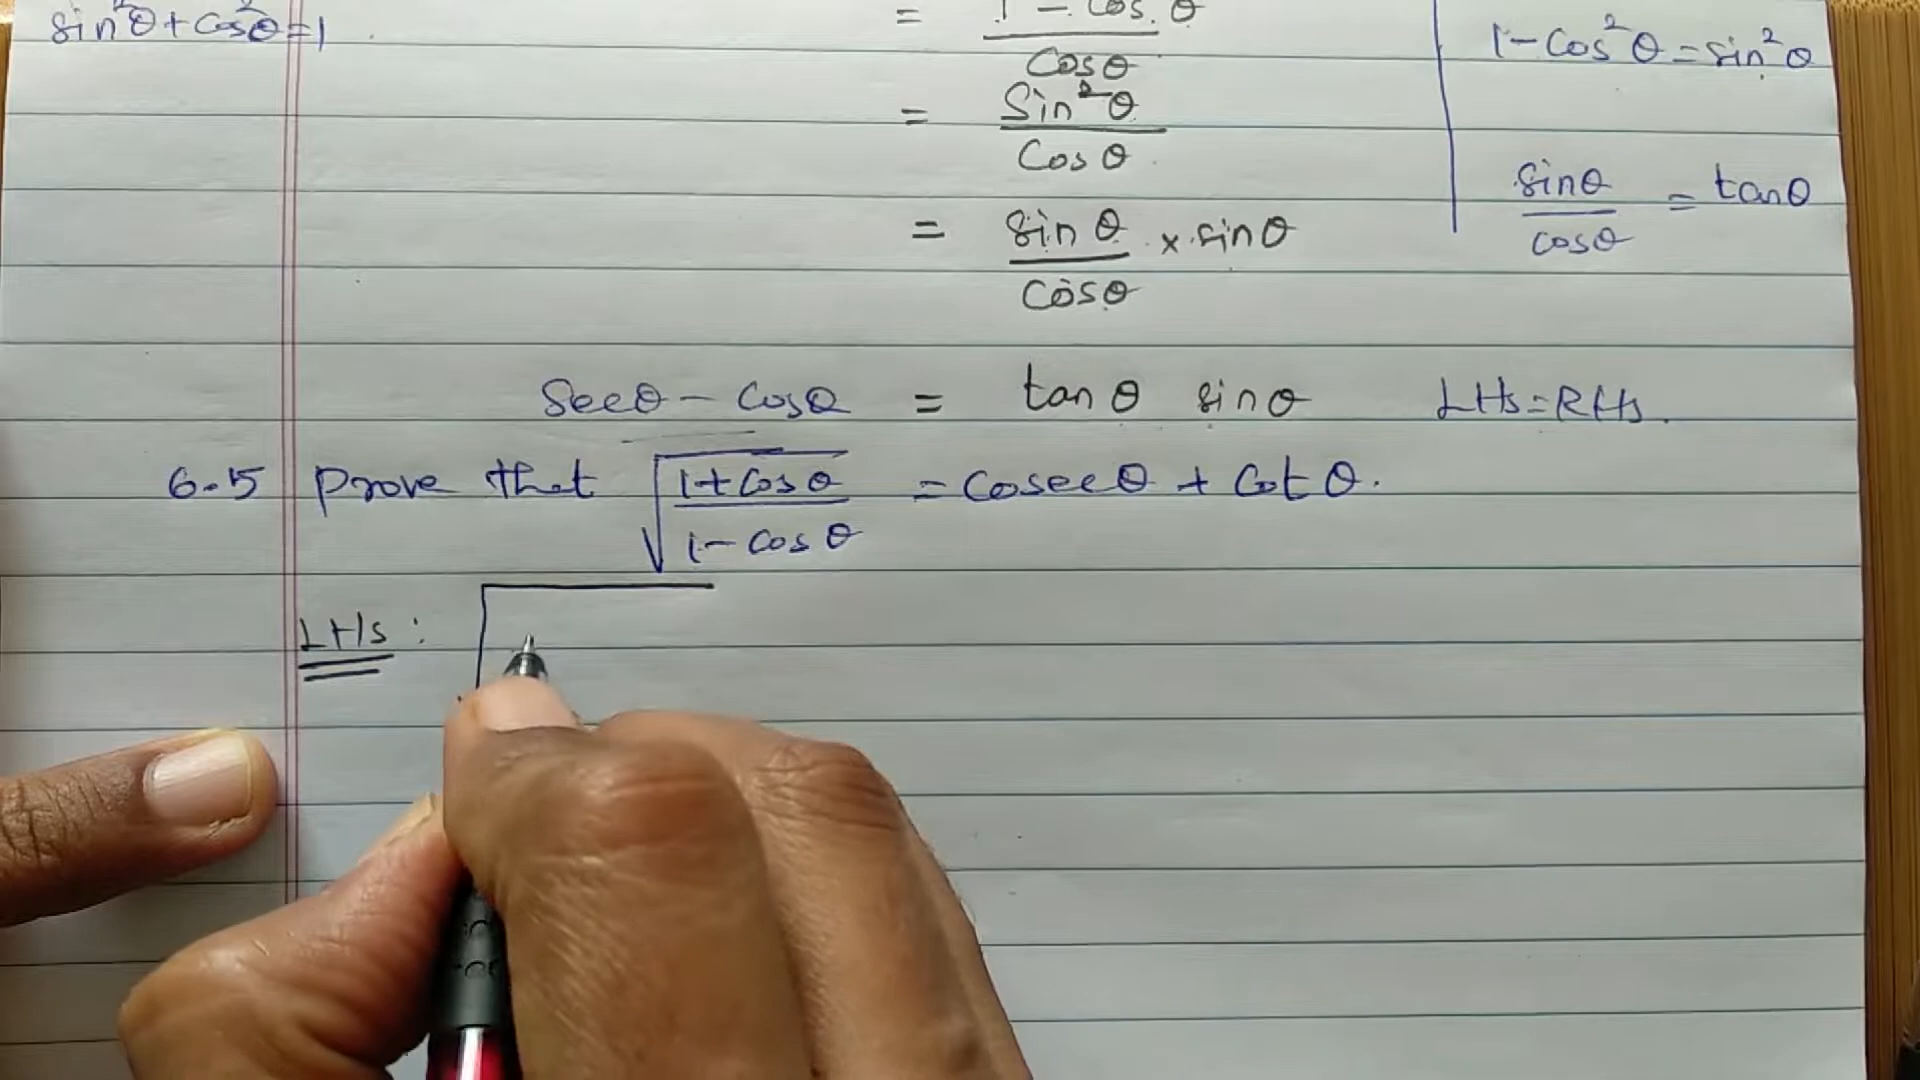 sin²θ + cos²θ = 1
= 1 - cos²θ / cosθ
1 - cos²θ = sin²θ
= sin²θ / cosθ
= sinθ / cosθ × sinθ
sinθ / cosθ = tanθ
secθ - cosθ = tanθ sinθ LHS = RHS.
6.5 Prove that √(1 + cosθ / 1 - cosθ) = cosecθ + cotθ.
LHS :